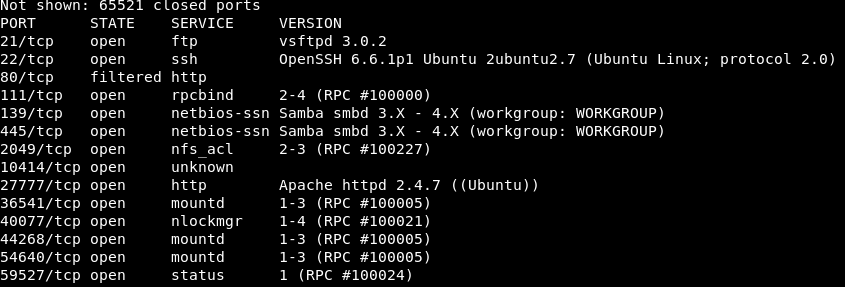 Not shown: 65521 closed ports
PORT      STATE    SERVICE     VERSION
21/tcp    open     ftp         vsftpd 3.0.2
22/tcp    open     ssh         OpenSSH 6.6.1p1 Ubuntu 2ubuntu2.7 (Ubuntu Linux; protocol 2.0)
80/tcp    filtered http
111/tcp   open     rpcbind     2-4 (RPC #100000)
139/tcp   open     netbios-ssn Samba smbd 3.X - 4.X (workgroup: WORKGROUP)
445/tcp   open     netbios-ssn Samba smbd 3.X - 4.X (workgroup: WORKGROUP)
2049/tcp  open     nfs_acl     2-3 (RPC #100227)
10414/tcp open     unknown
27777/tcp open     http        Apache httpd 2.4.7 ((Ubuntu))
36541/tcp open     mountd      1-3 (RPC #100005)
40077/tcp open     nlockmgr    1-4 (RPC #100021)
44268/tcp open     mountd      1-3 (RPC #100005)
54640/tcp open     mountd      1-3 (RPC #100005)
59527/tcp open     status      1 (RPC #100024)